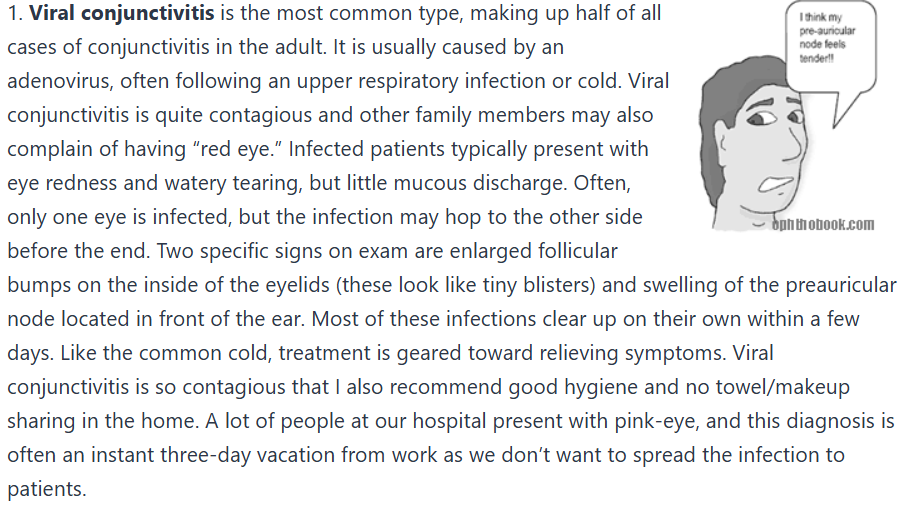 1. Viral conjunctivitis is the most common type, making up half of all
cases of conjunctivitis in the adult. It is usually caused by an
adenovirus, often following an upper respiratory infection or cold. Viral
conjunctivitis is quite contagious and other family members may also
complain of having “red eye.” Infected patients typically present with
eye redness and watery tearing, but little mucous discharge. Often,
only one eye is infected, but the infection may hop to the other side
before the end. Two specific signs on exam are enlarged follicular
bumps on the inside of the eyelids (these look like tiny blisters) and swelling of the preauricular
node located in front of the ear. Most of these infections clear up on their own within a few
days. Like the common cold, treatment is geared toward relieving symptoms. Viral
conjunctivitis is so contagious that I also recommend good hygiene and no towel/makeup
sharing in the home. A lot of people at our hospital present with pink-eye, and this diagnosis is
often an instant three-day vacation from work as we don’t want to spread the infection to
patients.
I think my
pre-auricular
node feels
tender!!
ophthobook.com